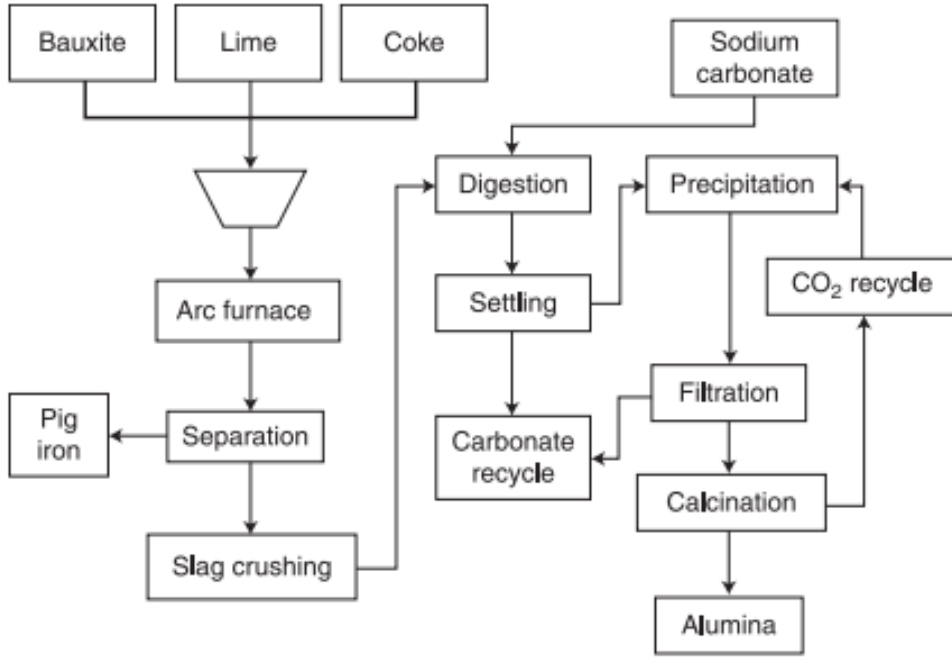 Bauxite
Lime
Coke
Sodium
carbonate
Digestion
Precipitation
Arc furnace
Settling
CO₂ recycle
Pig
iron
Separation
Filtration
Carbonate
recycle
Calcination
Slag crushing
Alumina